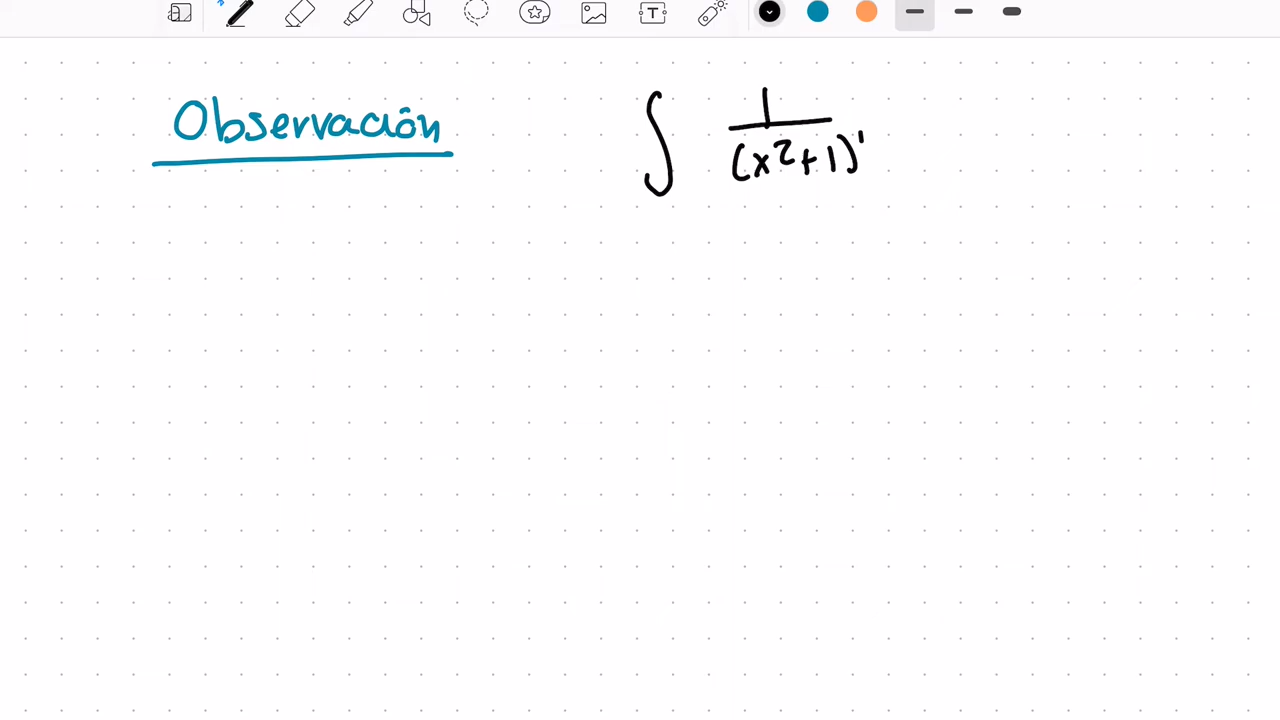 Observación
∫ 1/(x²+1)'